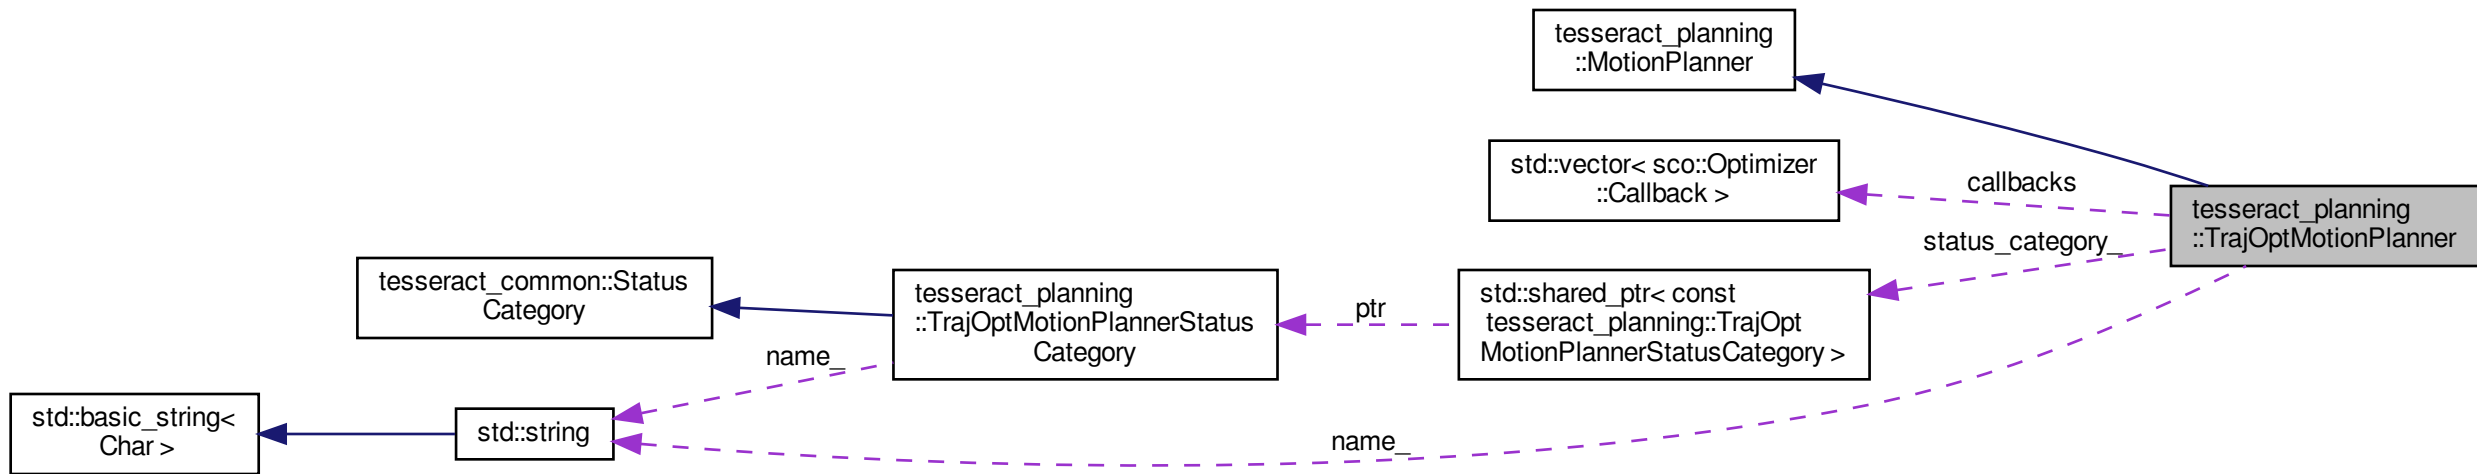 tesseract_planning
::MotionPlanner
std::vector< sco::Optimizer
::Callback >
callbacks
tesseract_planning
::TrajOptMotionPlanner
status_category_
tesseract_common::Status
Category
tesseract_planning
::TrajOptMotionPlannerStatus
Category
ptr
std::shared_ptr< const
tesseract_planning::TrajOpt
MotionPlannerStatusCategory >
name_
std::basic_string<
Char >
std::string
name_